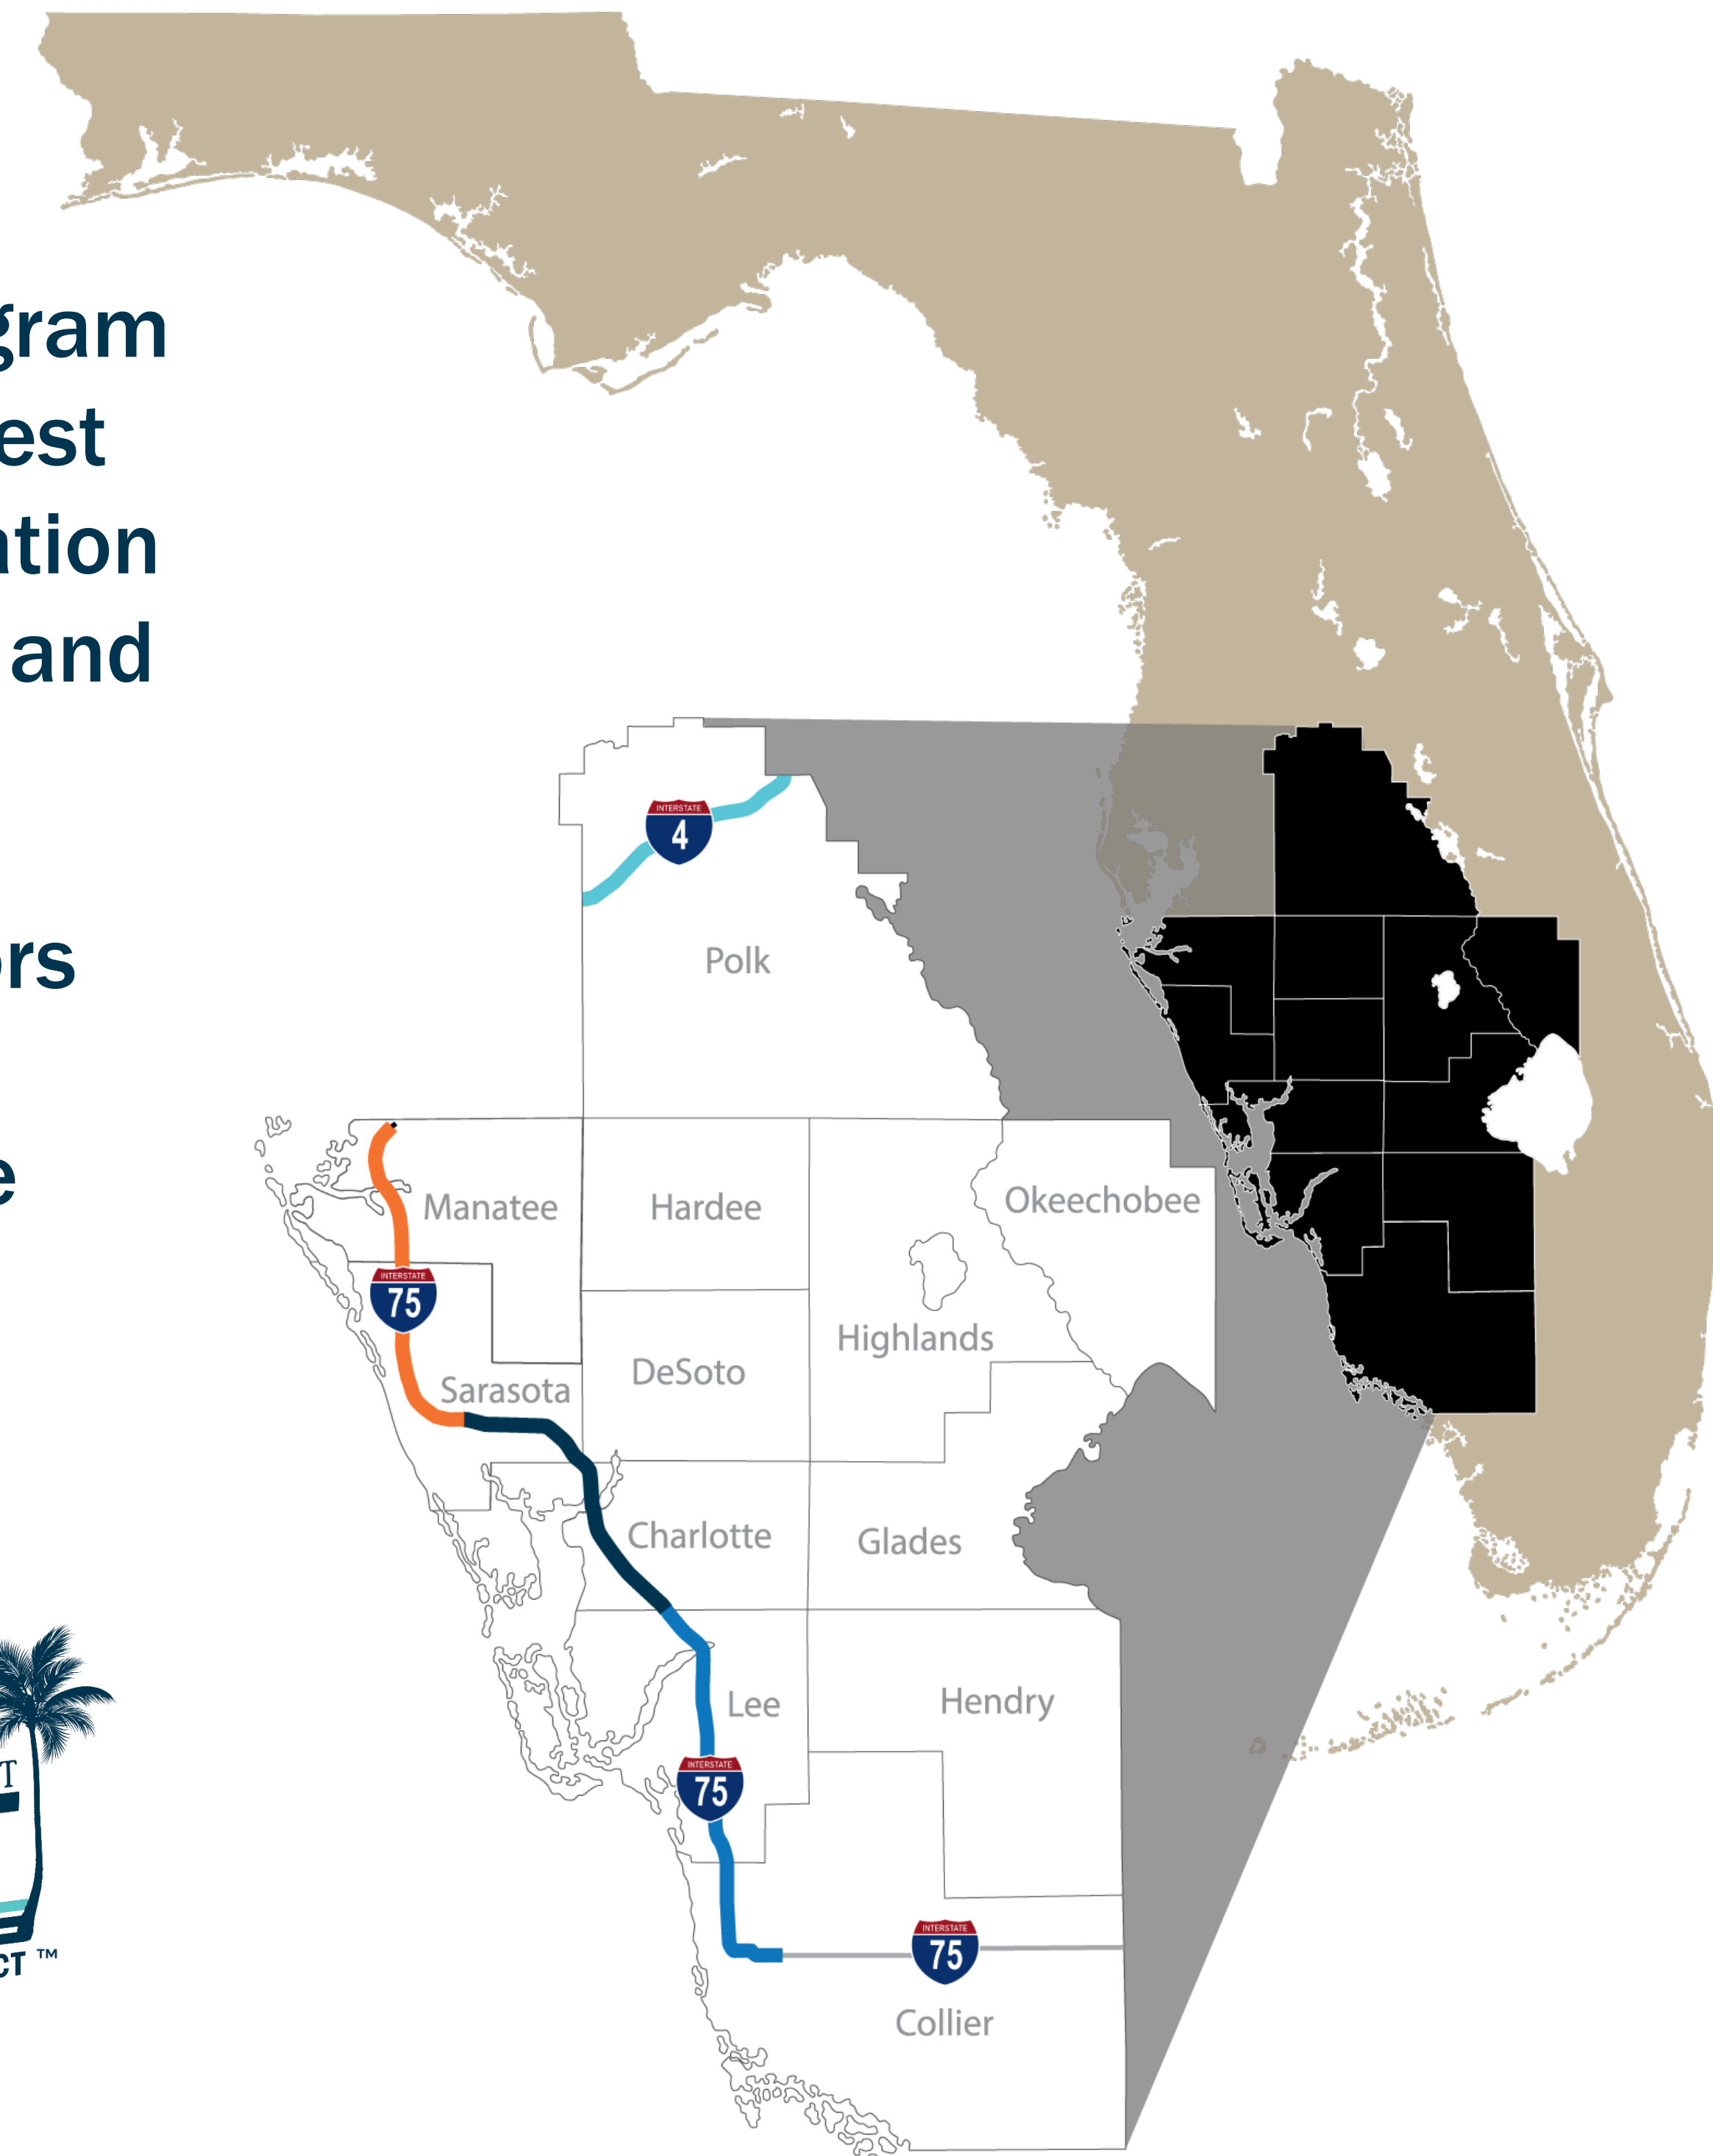 gram
est
ation
and
ors
e
INTERSTATE
4
Polk
Manatee
Hardee
Okeechobee
INTERSTATE
75
Highlands
DeSoto
Sarasota
Charlotte
Glades
Lee
Hendry
INTERSTATE
75
T
CT ™
INTERSTATE
75
Collier